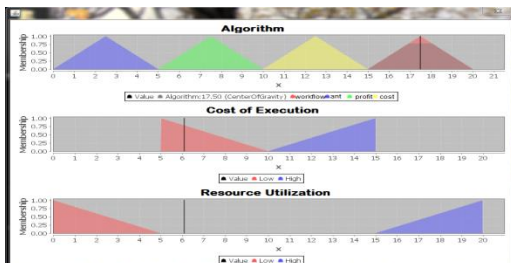 Algorithm
Membership
1.00
0.75
0.50
0.25
0.00
0 1 2 3 4 5 6 7 8 9 10 11 12 13 14 15 16 17 18 19 20 21
x
Value Algorithm:17.50 (CenterOfGravity) workflow ant profit cost
Cost of Execution
Membership
1.00
0.75
0.50
0.25
0.00
0 1 2 3 4 5 6 7 8 9 10 11 12 13 14 15 16 17 18 19 20
x
Value Low High
Resource Utilization
Membership
1.00
0.75
0.50
0.25
0.00
0 1 2 3 4 5 6 7 8 9 10 11 12 13 14 15 16 17 18 19 20
x
Value Low High